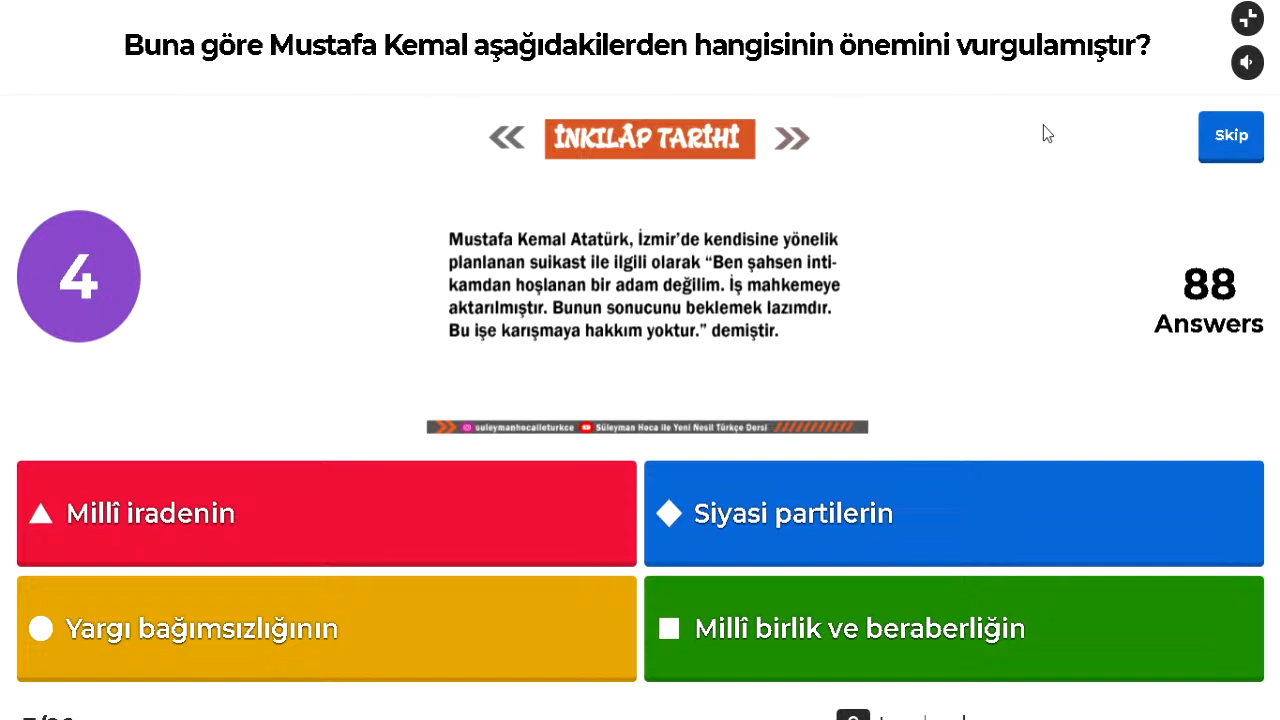 Buna göre Mustafa Kemal aşağıdakilerden hangisinin önemini vurgulamıştır?
İNKILÂP TARİHİ
Skip
4
Mustafa Kemal Atatürk, İzmir’de kendisine yönelik
planlanan suikast ile ilgili olarak “Ben şahsen inti-
kamdan hoşlanan bir adam değilim. İş mahkemeye
aktarılmıştır. Bunun sonucunu beklemek lazımdır.
Bu işe karışmaya hakkım yoktur.” demiştir.
88
Answers
suleymanhocaileturkce Süleyman Hoca ile Yeni Nesil Türkçe Dersi
Millî iradenin
Siyasi partilerin
Yargı bağımsızlığının
Millî birlik ve beraberliğin